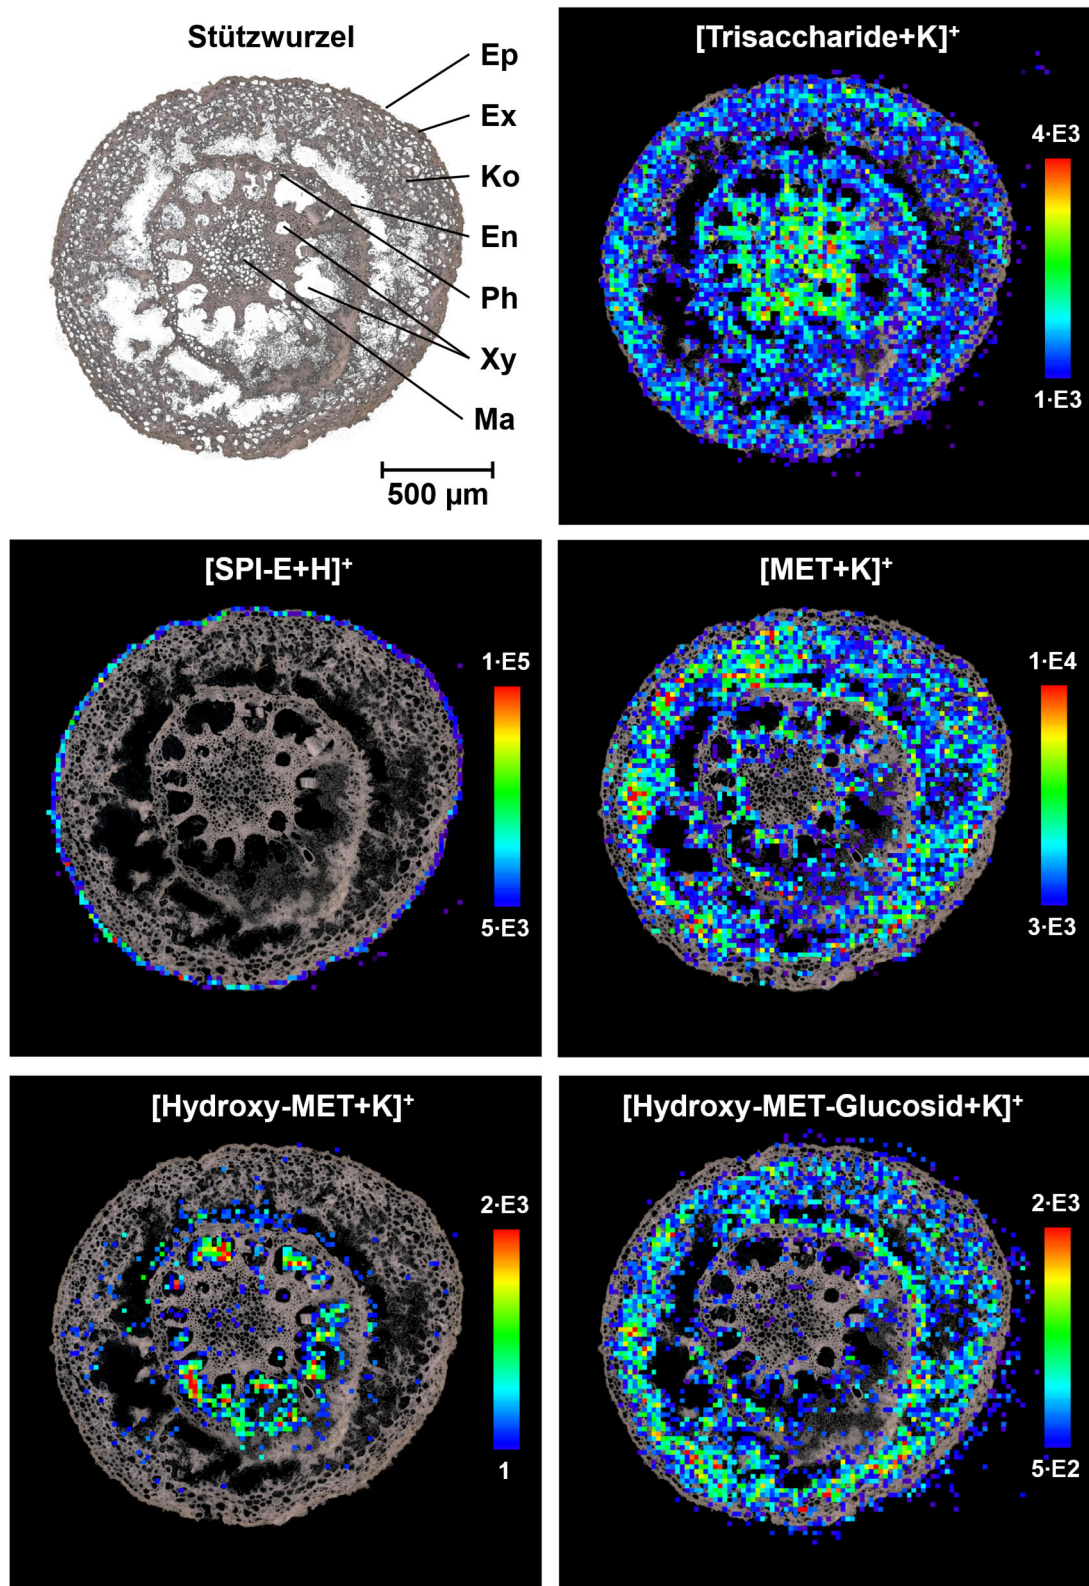 Stützwurzel
Ep
Ex
Ko
En
Ph
Xy
Ma
500 µm
[Trisaccharide+K]⁺
4·E3
1·E3
[SPI-E+H]⁺
1·E5
5·E3
[MET+K]⁺
1·E4
3·E3
[Hydroxy-MET+K]⁺
2·E3
1
[Hydroxy-MET-Glucosid+K]⁺
2·E3
5·E2